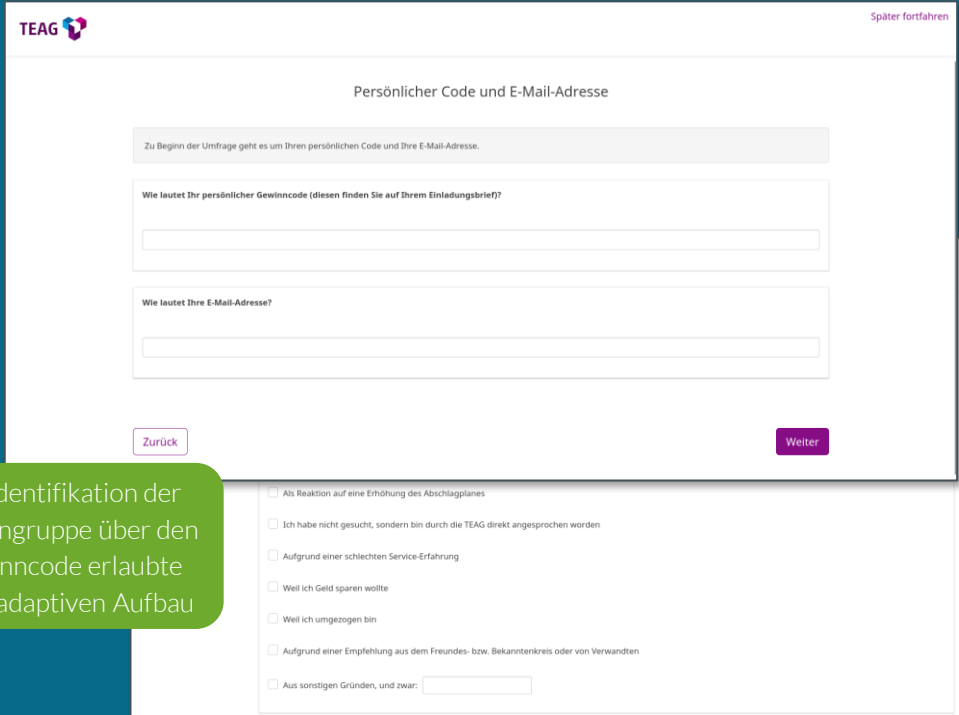 TEAG
Später fortfahren
Persönlicher Code und E-Mail-Adresse
Zu Beginn der Umfrage geht es um Ihren persönlichen Code und Ihre E-Mail-Adresse.
Wie lautet Ihr persönlicher Gewinncode (diesen finden Sie auf Ihrem Einladungsbrief)?
Wie lautet Ihre E-Mail-Adresse?
Zurück
Weiter
dentifikation der
ngruppe über den
nncode erlaubte
adaptiven Aufbau
Als Reaktion auf eine Erhöhung des Abschlagplanes
Ich habe nicht gesucht, sondern bin durch die TEAG direkt angesprochen worden
Aufgrund einer schlechten Service-Erfahrung
Weil ich Geld sparen wollte
Weil ich umgezogen bin
Aufgrund einer Empfehlung aus dem Freundes- bzw. Bekanntenkreis oder von Verwandten
Aus sonstigen Gründen, und zwar: